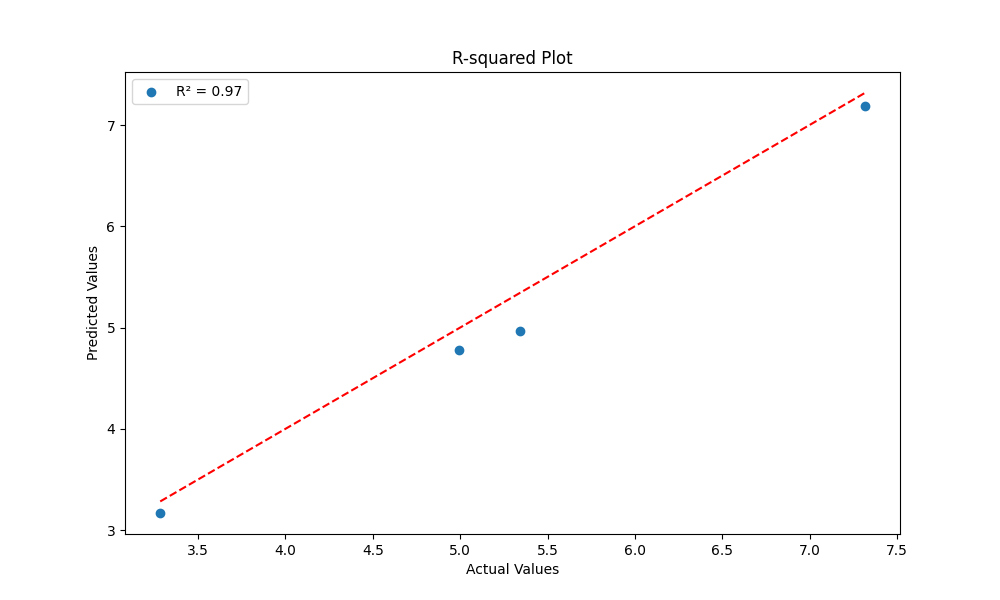 R-squared Plot
R² = 0.97
Predicted Values
7
6
5
4
3
3.5 4.0 4.5 5.0 5.5 6.0 6.5 7.0 7.5
Actual Values